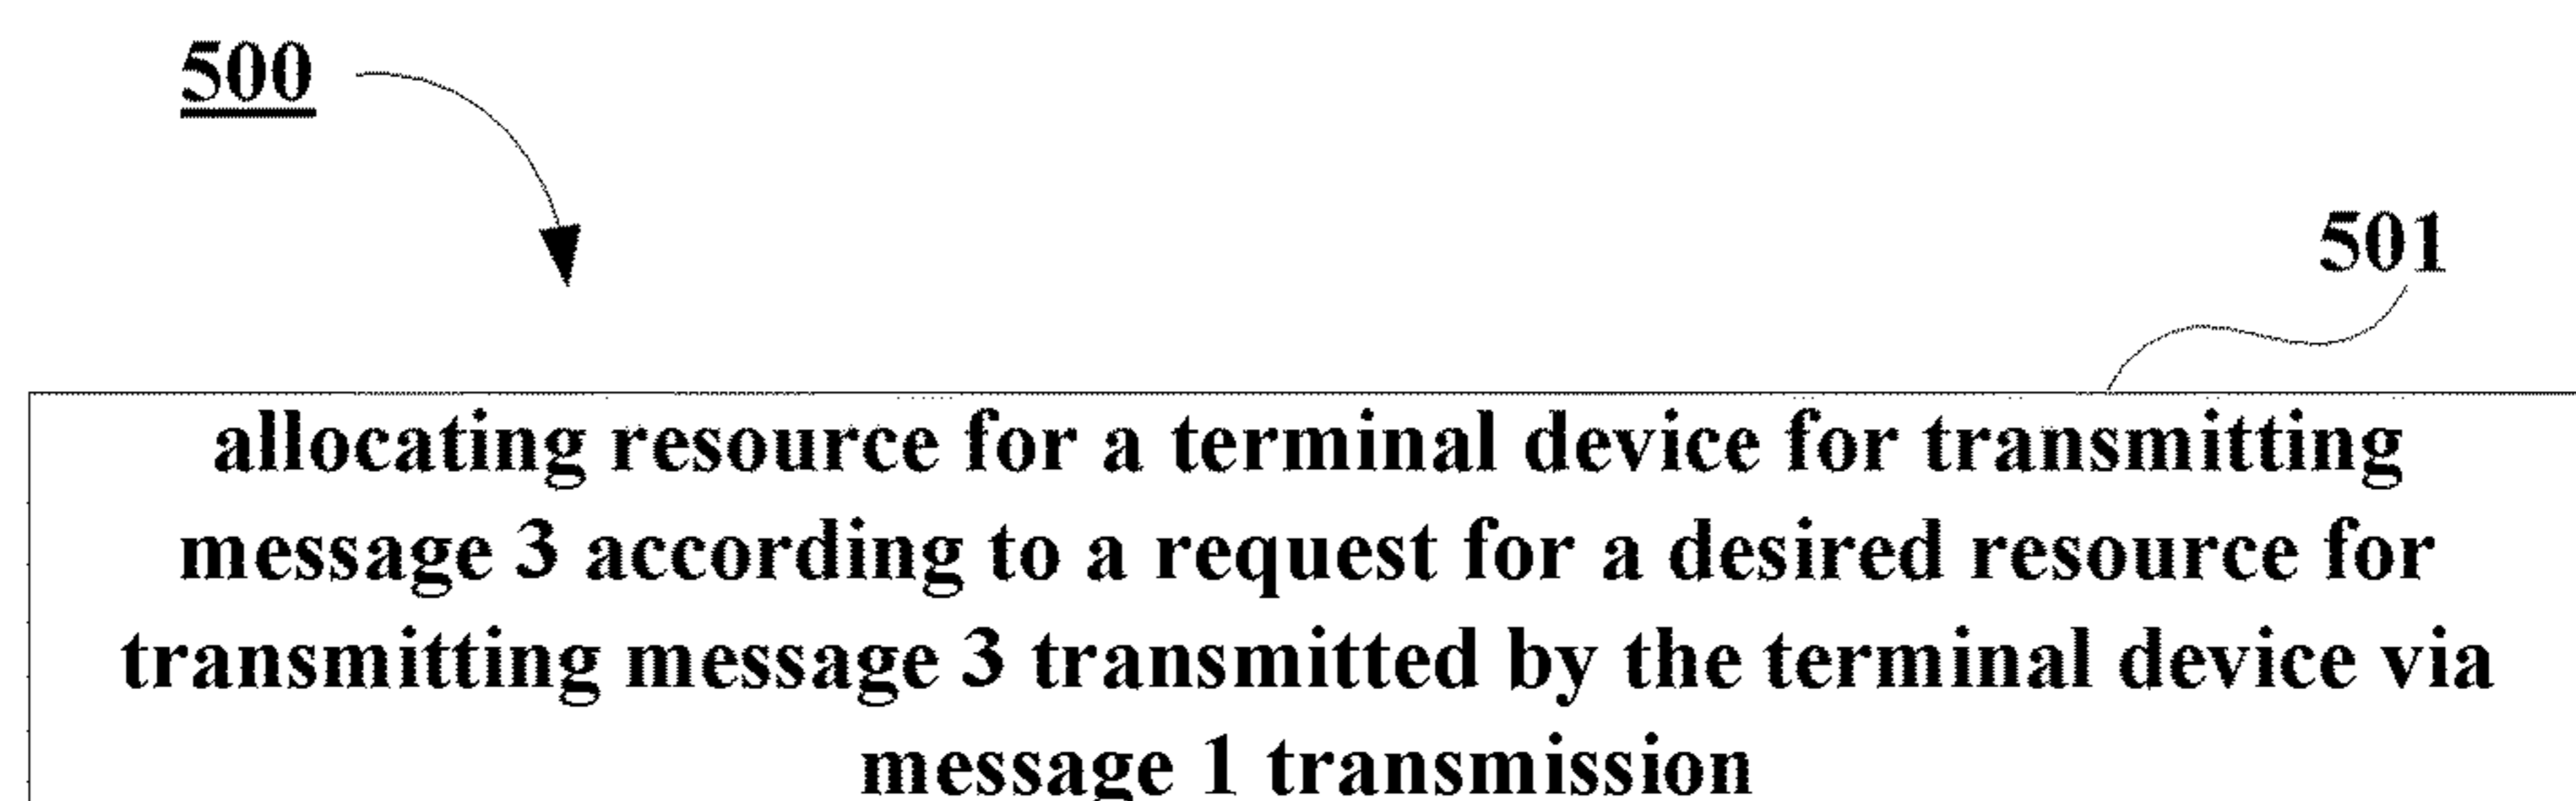 500
501
allocating resource for a terminal device for transmitting
message 3 according to a request for a desired resource for
transmitting message 3 transmitted by the terminal device via
message 1 transmission